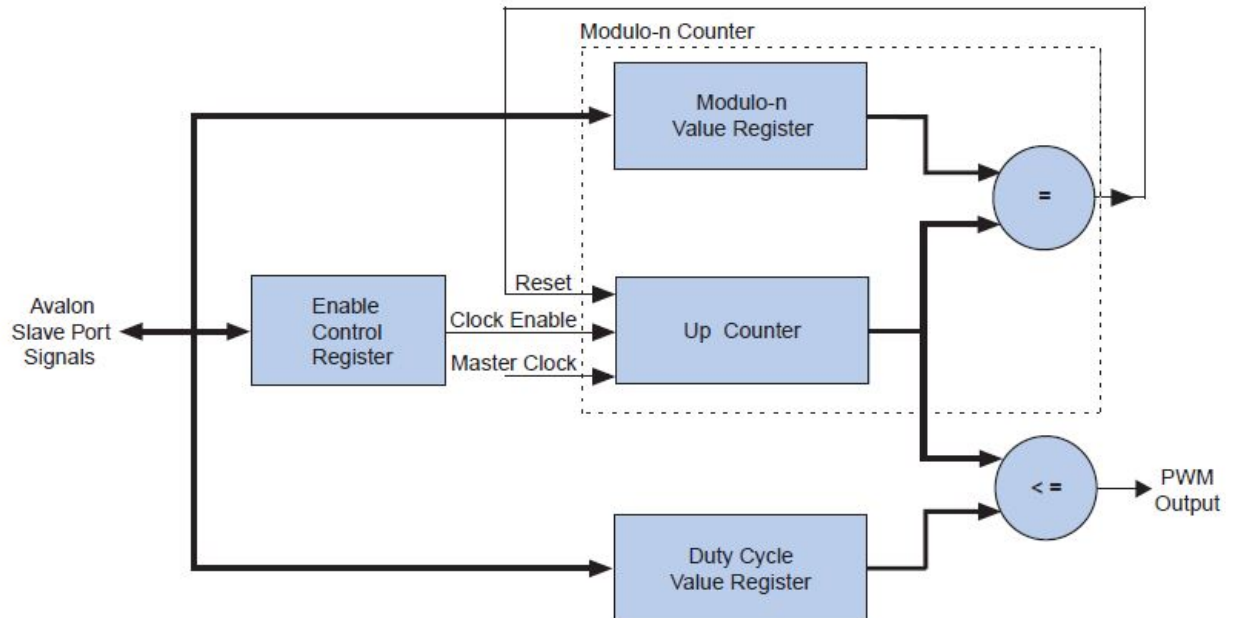 Modulo-n Counter
Modulo-n
Value Register
=
Reset
Avalon
Slave Port
Signals
Enable
Control
Register
Clock Enable
Master Clock
Up Counter
< =
PWM
Output
Duty Cycle
Value Register